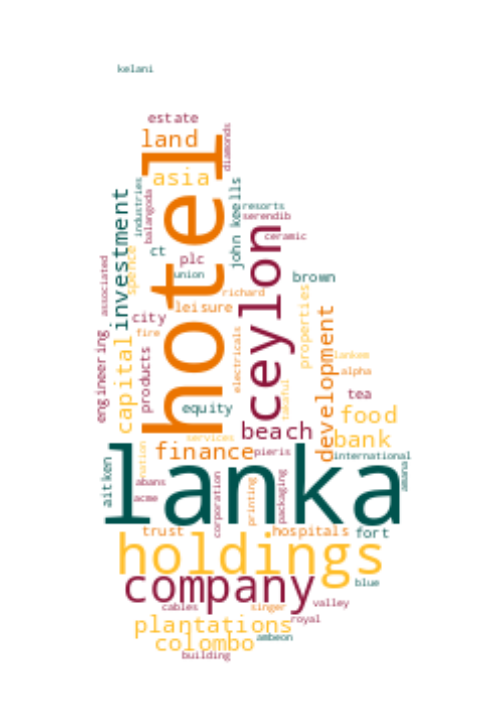 kelani
estate
land
diamonds
hotel
asia
industries
balangoda
investment
john keells
resorts
serendib
ceylon
ceramic
ct
plc
union
spence
associated
brown
richard
properties
city
leisure
fire
development
engineering
capital
products
electricals
lankem
alpha
takaful
tea
equity
food
beach
services
bank
nation
finance
pieris
international
lanka
aitken
abans
acme
corporation
printing
packaging
amana
trust
hospitals
fort
holdings
company
blue
cables
singer
valley
royal
plantations
colombo
ambeon
building